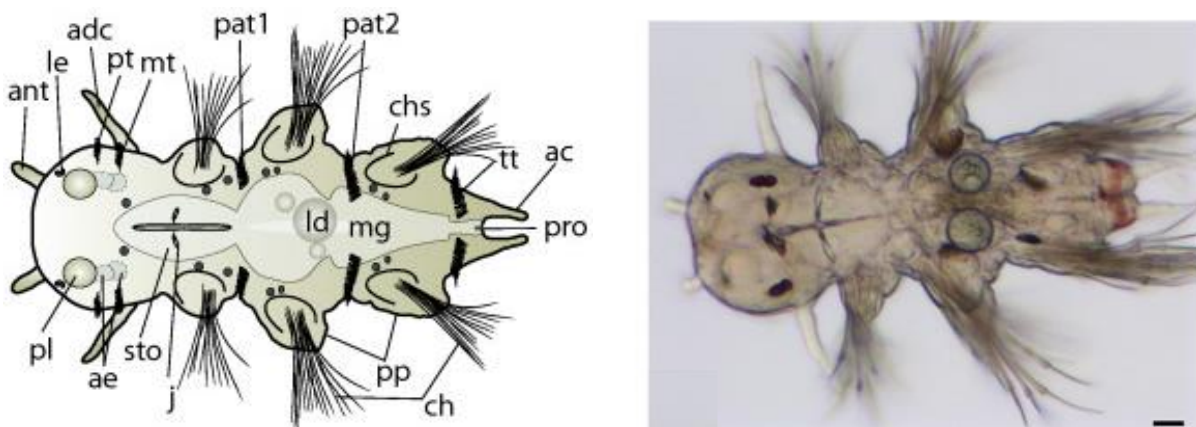 adc
pat1
pat2
le
pt
mt
ant
chs
tt
ac
ld
mg
pro
pl
ae
sto
j
pp
ch